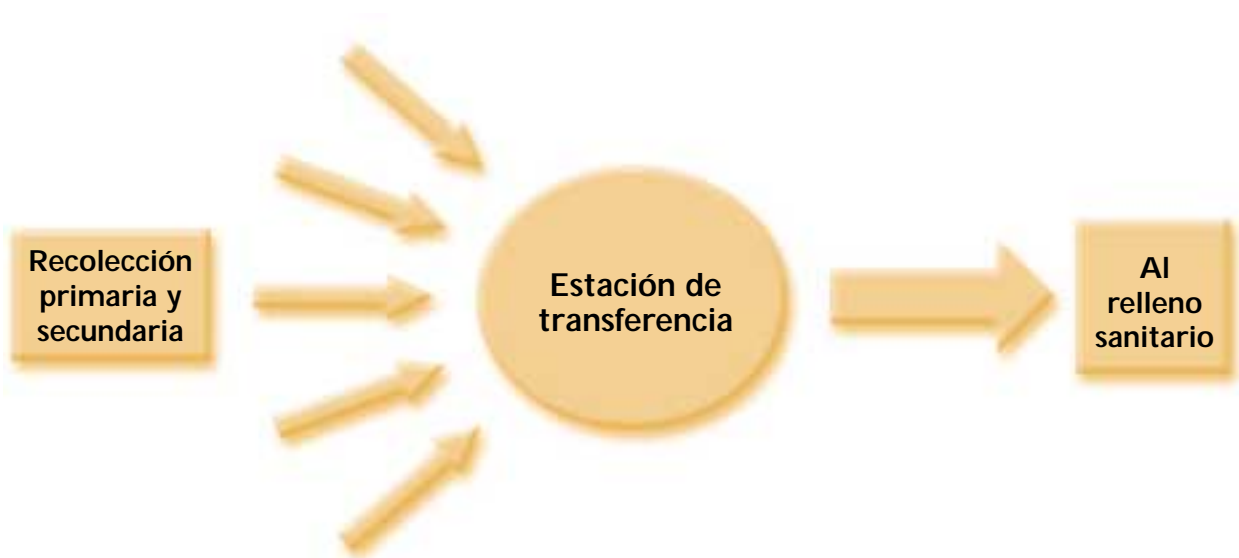 Recolección
primaria y
secundaria
Estación de
transferencia
Al
relleno
sanitario